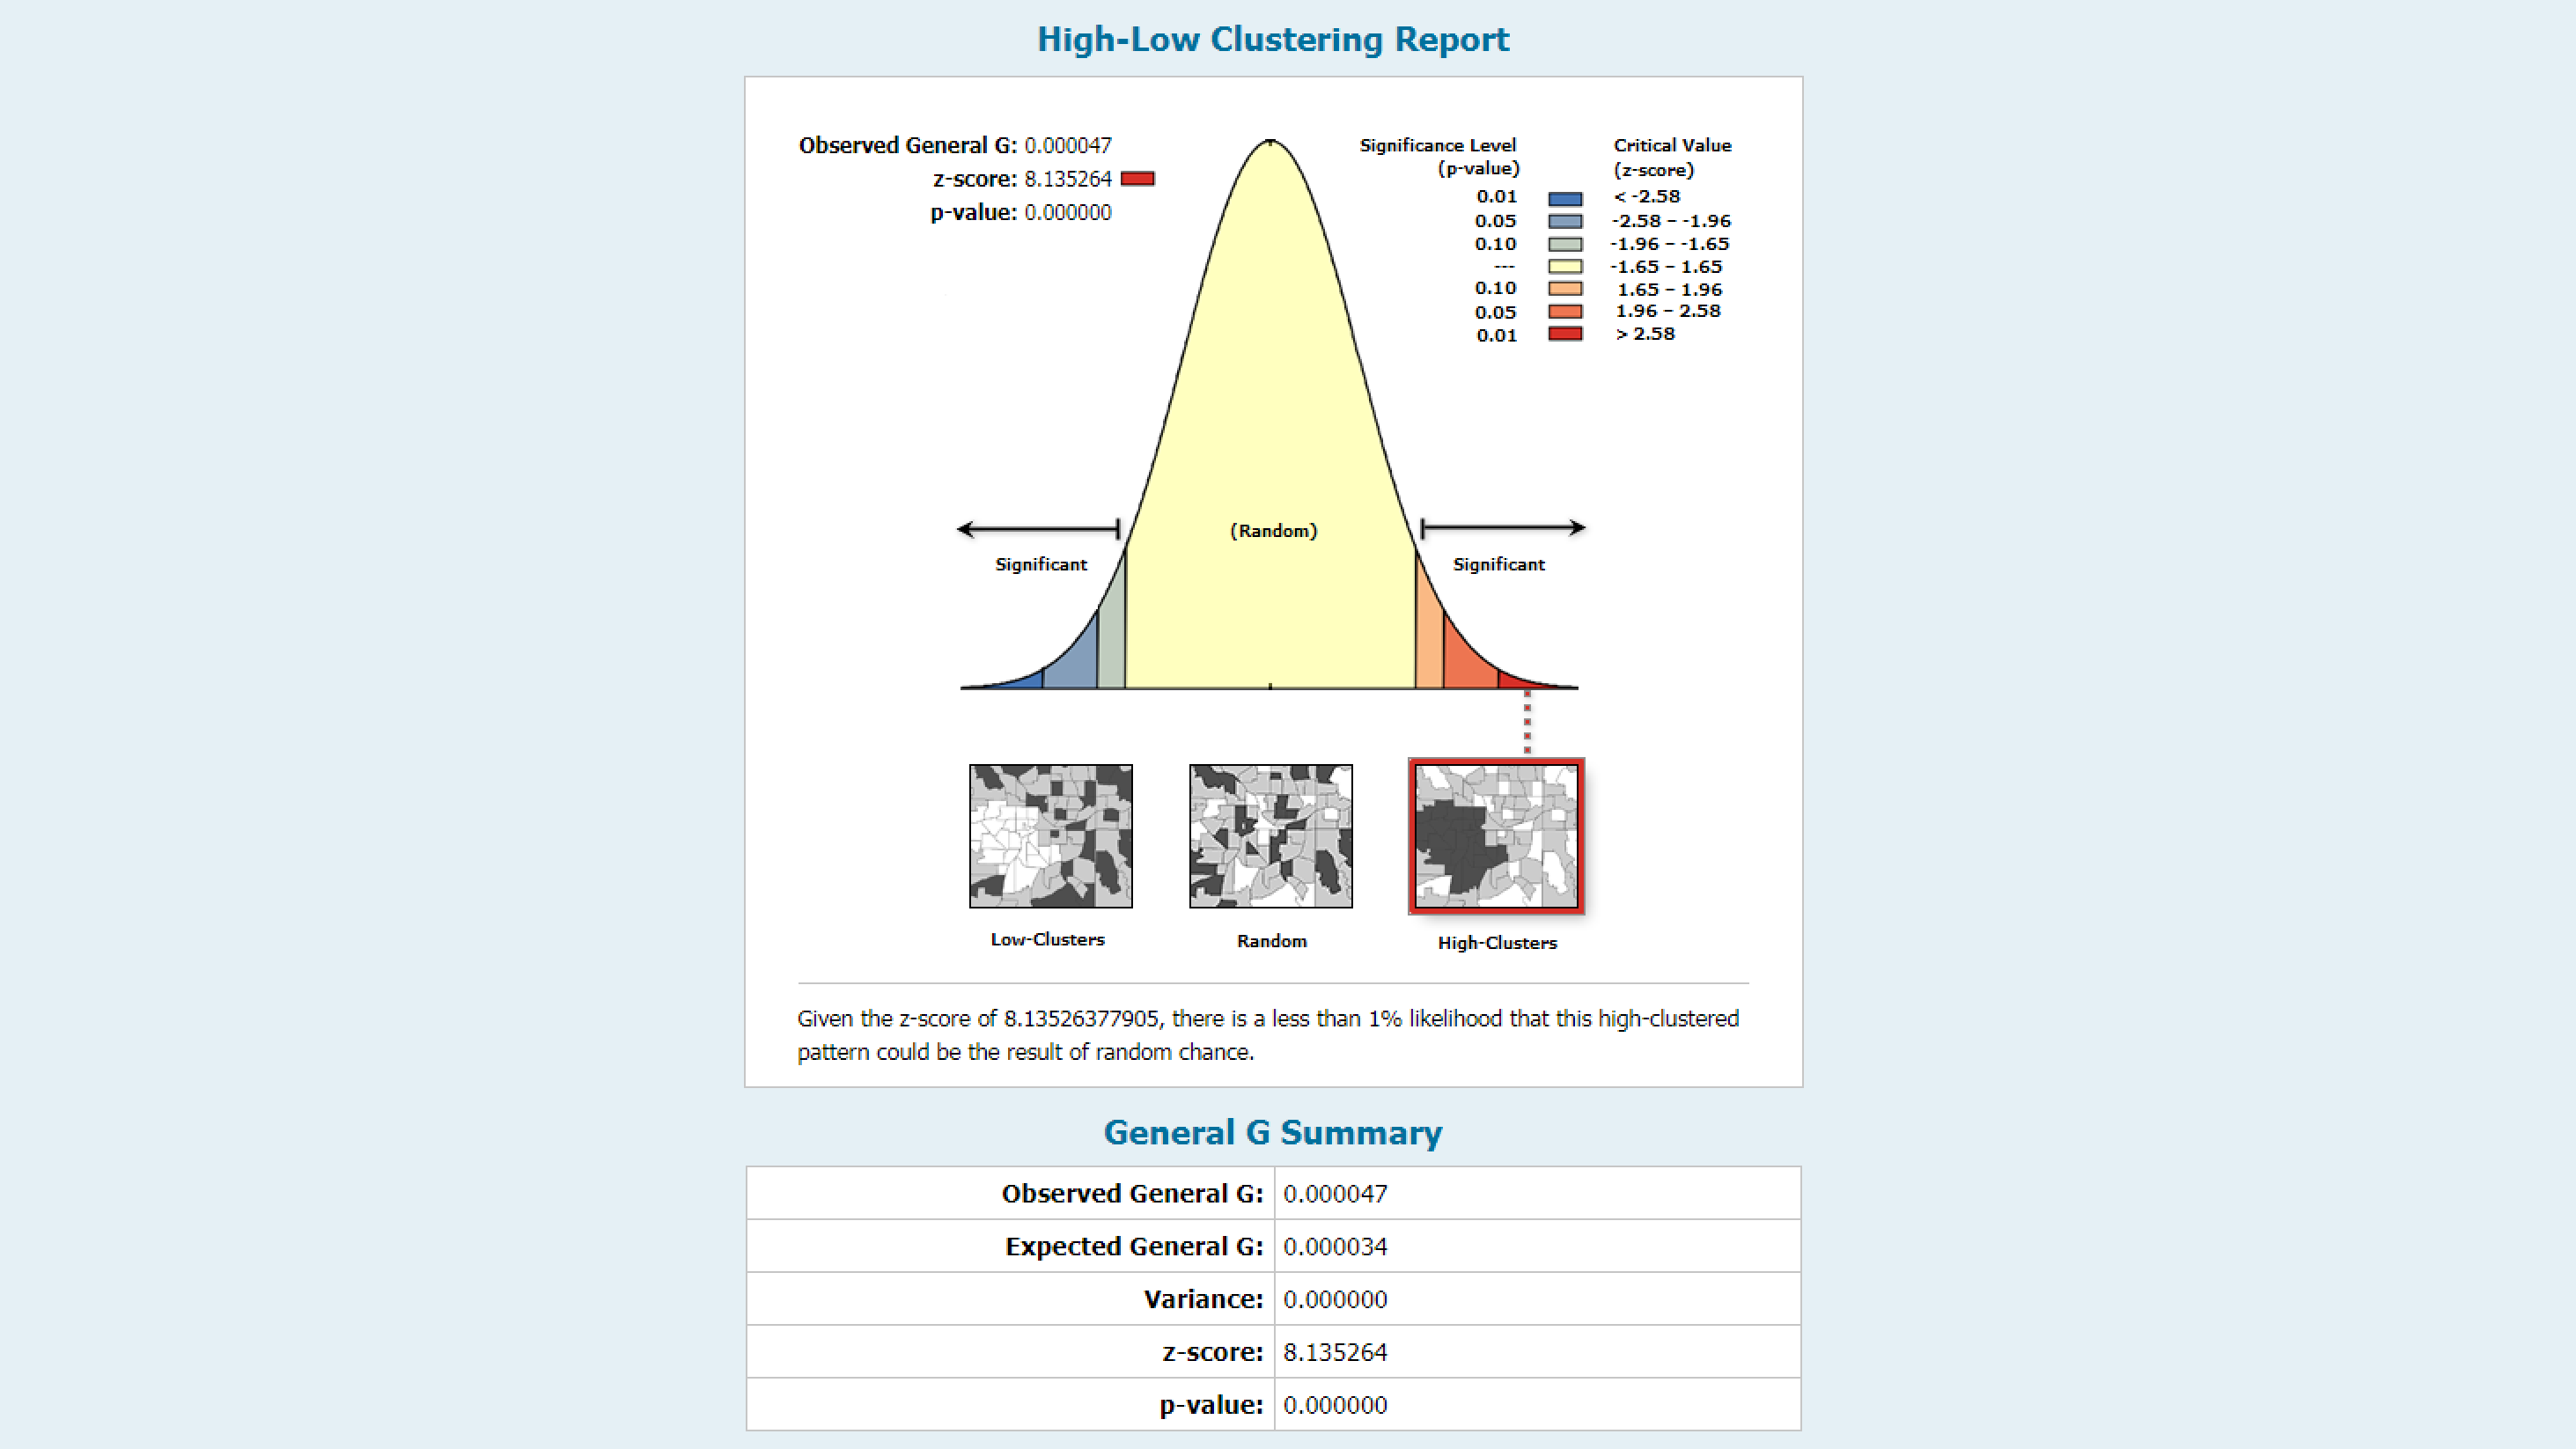 High-Low Clustering Report
Observed General G: 0.000047
z-score: 8.135264
p-value: 0.000000
Significance Level
(p-value)
Critical Value
(z-score)
0.01 < -2.58
0.05 -2.58 – -1.96
0.10 -1.96 – -1.65
--- -1.65 – 1.65
0.10 1.65 – 1.96
0.05 1.96 – 2.58
0.01 > 2.58
(Random)
Significant
Significant
Low-Clusters
Random
High-Clusters
Given the z-score of 8.13526377905, there is a less than 1% likelihood that this high-clustered
pattern could be the result of random chance.
General G Summary
Observed General G: 0.000047
Expected General G: 0.000034
Variance: 0.000000
z-score: 8.135264
p-value: 0.000000